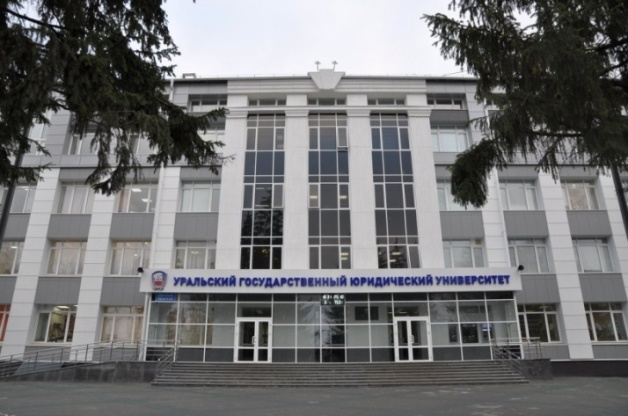 УРАЛЬСКИЙ ГОСУДАРСТВЕННЫЙ ЮРИДИЧЕСКИЙ УНИВЕРСИТЕТ